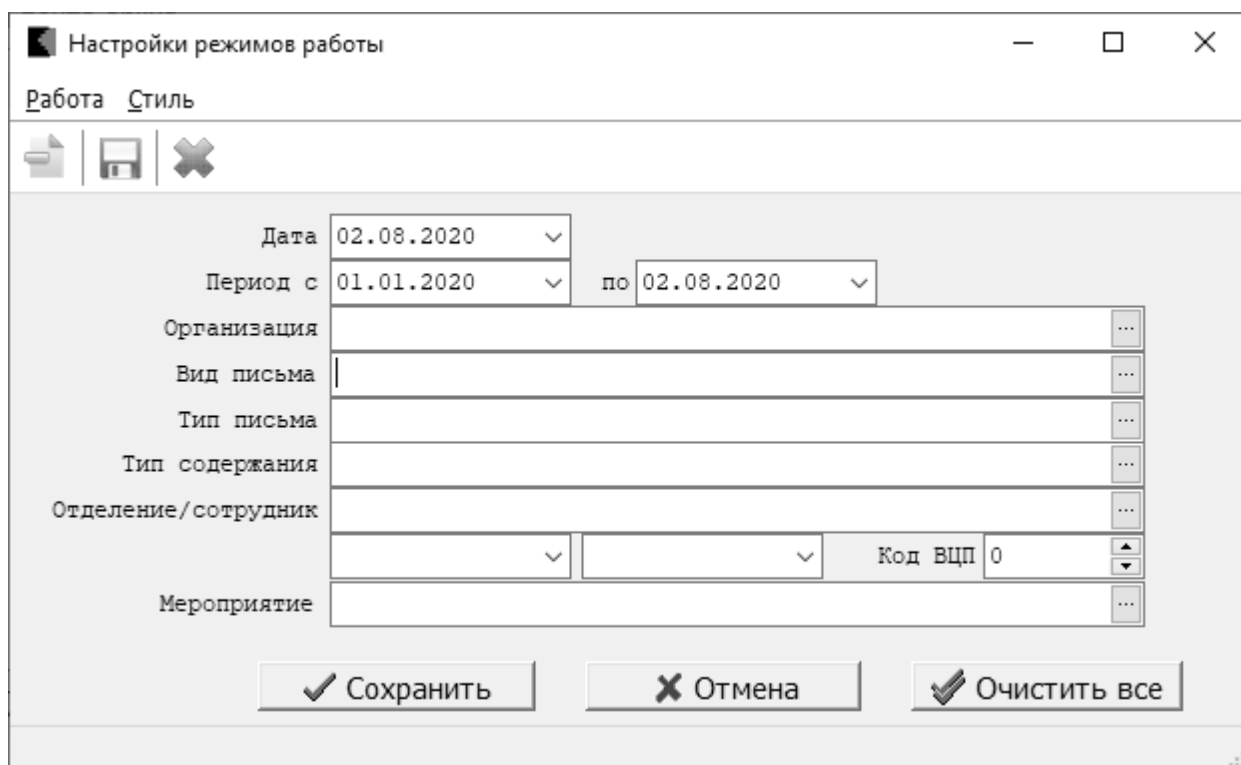 Настройки режимов работы
Работа Стиль
Дата 02.08.2020
Период с 01.01.2020 по 02.08.2020
Организация ...
Вид письма ...
Тип письма ...
Тип содержания ...
Отделение/сотрудник ...
Код ВЦП 0
Мероприятие ...
Сохранить Отмена Очистить все